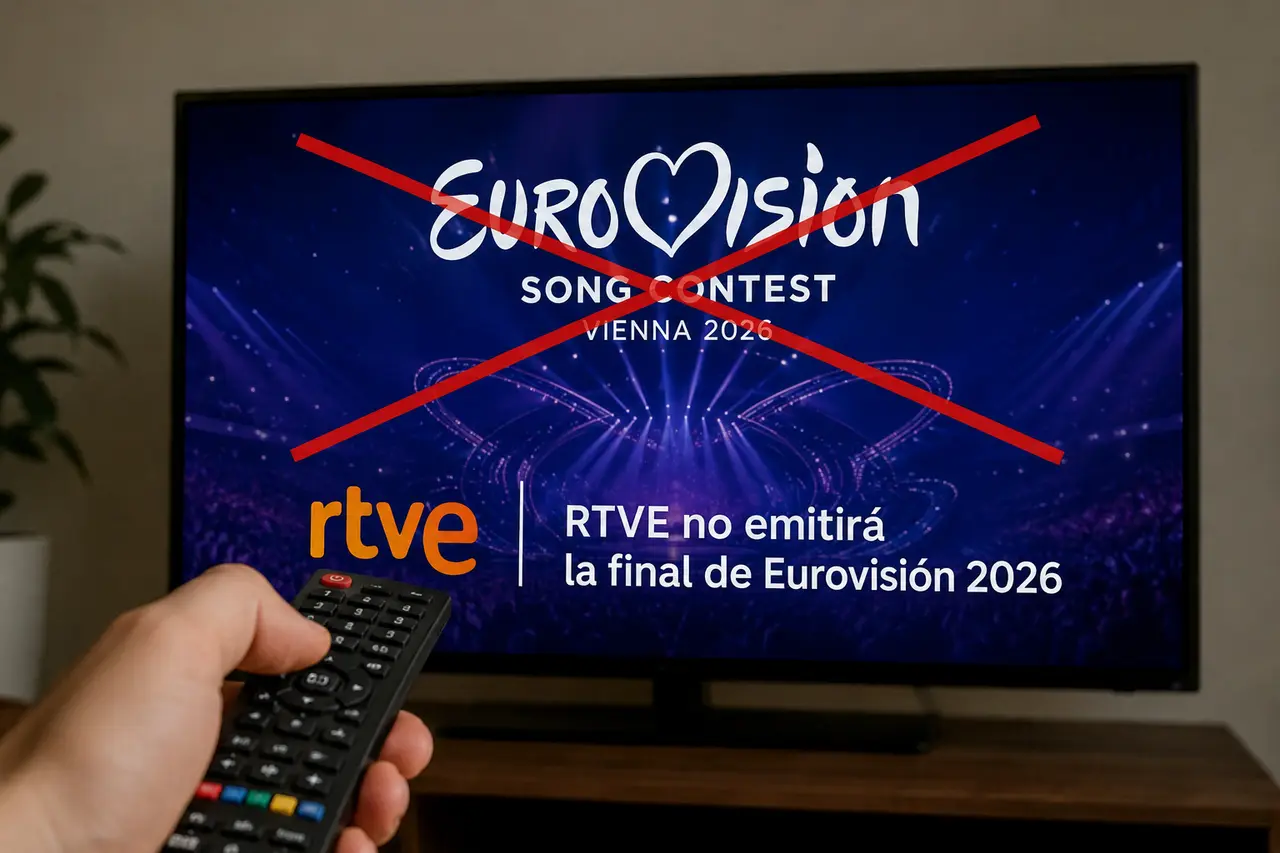 EUROVISION
SONG CONTEST
VIENNA 2026
rtve
RTVE no emitirá
la final de Eurovisión 2026